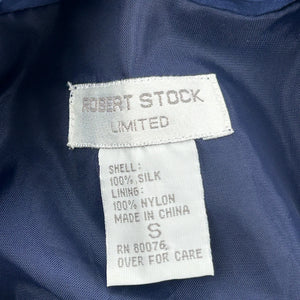 ROBERT STOCK
LIMITED
SHELL:
100% SILK
LINING:
100% NYLON
MADE IN CHINA
S
RN 80076
OVER FOR CARE